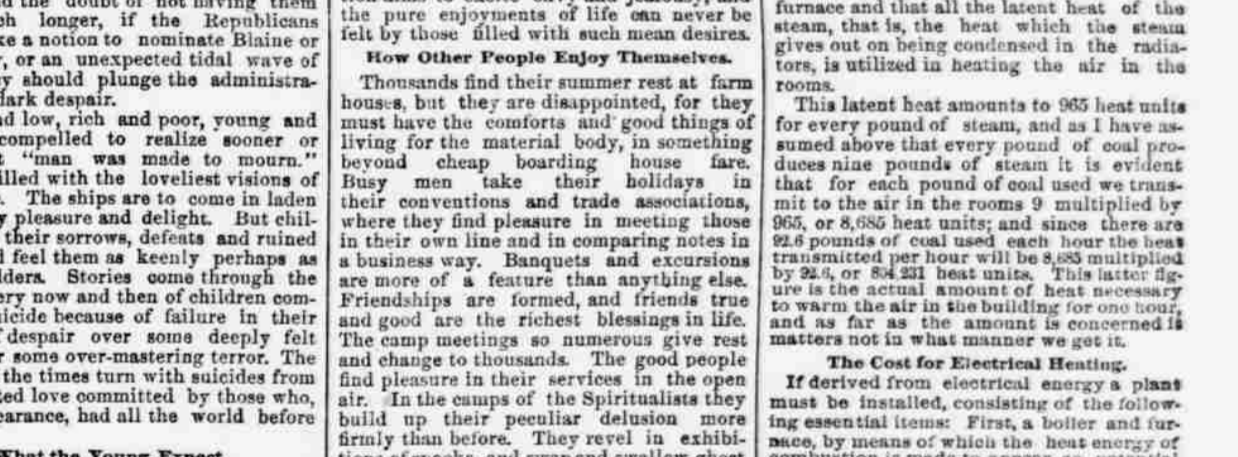 the doubt of not having them
longer, if the Republicans
a notion to nominate Blaine or
, or an unexpected tidal wave of
should plunge the administra-
dark despair.
low, rich and poor, young and
compelled to realize sooner or
"man was made to mourn."
filled with the loveliest visions of
. The ships are to come in laden
pleasure and delight. But chil-
their sorrows, defeats and ruined
feel them as keenly perhaps as
Stories come through the
now and then of children com-
because of failure in their
despair over some deeply felt
some over-mastering terror. The
the times turn with suicides from
love committed by those who,
had all the world before
What the Young Expect
the pure enjoyments of life can never be
felt by those filled with such mean desires.
How Other People Enjoy Themselves.
Thousands find their summer rest at farm
houses, but they are disappointed, for they
must have the comforts and good things of
living for the material body, in something
beyond cheap boarding house fare.
Busy men take their holidays in
their conventions and trade associations,
where they find pleasure in meeting those
in their own line and in comparing notes in
a business way. Banquets and excursions
are more of a feature than anything else.
Friendships are formed, and friends true
and good are the richest blessings in life.
The camp meetings so numerous give rest
and change to thousands. The good people
find pleasure in their services in the open
air. In the camps of the Spiritualists they
build up their peculiar delusion more
firmly than before. They revel in exhibi-
furnace and that all the latent heat of the
steam, that is, the heat which the steam
gives out on being condensed in the radia-
tors, is utilized in heating the air in the
rooms.
This latent heat amounts to 965 heat units
for every pound of steam, and as I have as-
sumed above that every pound of coal pro-
duces nine pounds of steam it is evident
that for each pound of coal used we trans-
mit to the air in the rooms 9 multiplied by
965, or 8,685 heat units; and since there are
92.6 pounds of coal used each hour the heat
transmitted per hour will be 8,685 multiplied
by 92.6, or 804.231 heat units. This latter fig-
ure is the actual amount of heat necessary
to warm the air in the building for one hour,
and as far as the amount is concerned it
matters not in what manner we get it.
The Cost for Electrical Heating.
If derived from electrical energy a plant
must be installed, consisting of the follow-
ing essential items: First, a boiler and fur-
nace, by means of which the heat energy of